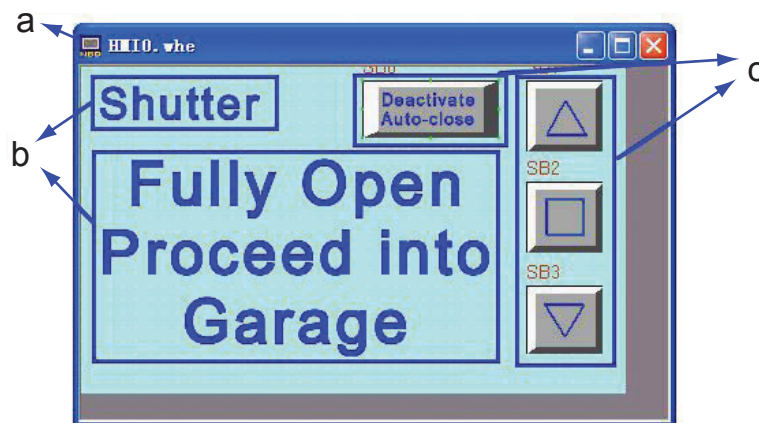 a
HMI0.whe
Shutter
Deactivate
Auto-close
c
b
Fully Open
Proceed into
Garage
SB2
SB3